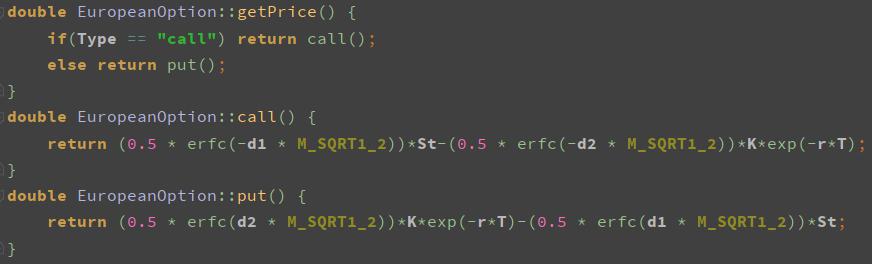 double EuropeanOption::getPrice() {
    if(Type == "call") return call();
    else return put();
}
double EuropeanOption::call() {
    return (0.5 * erfc(-d1 * M_SQRT1_2))*St-(0.5 * erfc(-d2 * M_SQRT1_2))*K*exp(-r*T);
}
double EuropeanOption::put() {
    return (0.5 * erfc(d2 * M_SQRT1_2))*K*exp(-r*T)-(0.5 * erfc(d1 * M_SQRT1_2))*St;
}